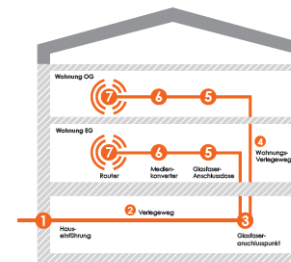 Wohnung OG
7 6 5
4
Wohnungs-
Verlegeweg
Wohnung EG
7 6 5
Router
Medien-
konverter
Glasfaser-
Anschlussdose
2 Verlegeweg
1
3
Haus-
einführung
Glasfaser-
anschlusspunkt